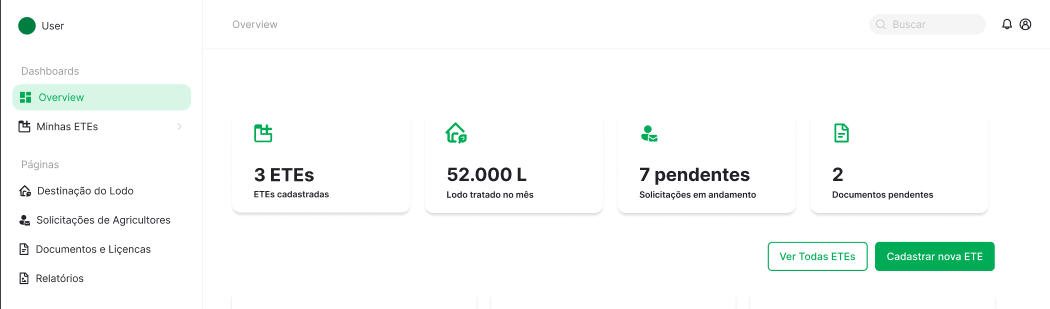 User
Dashboards
Overview
Minhas ETEs
Páginas
Destinação do Lodo
Solicitações de Agricultores
Documentos e Liçencas
Relatórios
Overview
Buscar
3 ETEs
ETEs cadastradas
52.000 L
Lodo tratado no mês
7 pendentes
Solicitações em andamento
2
Documentos pendentes
Ver Todas ETEs
Cadastrar nova ETE